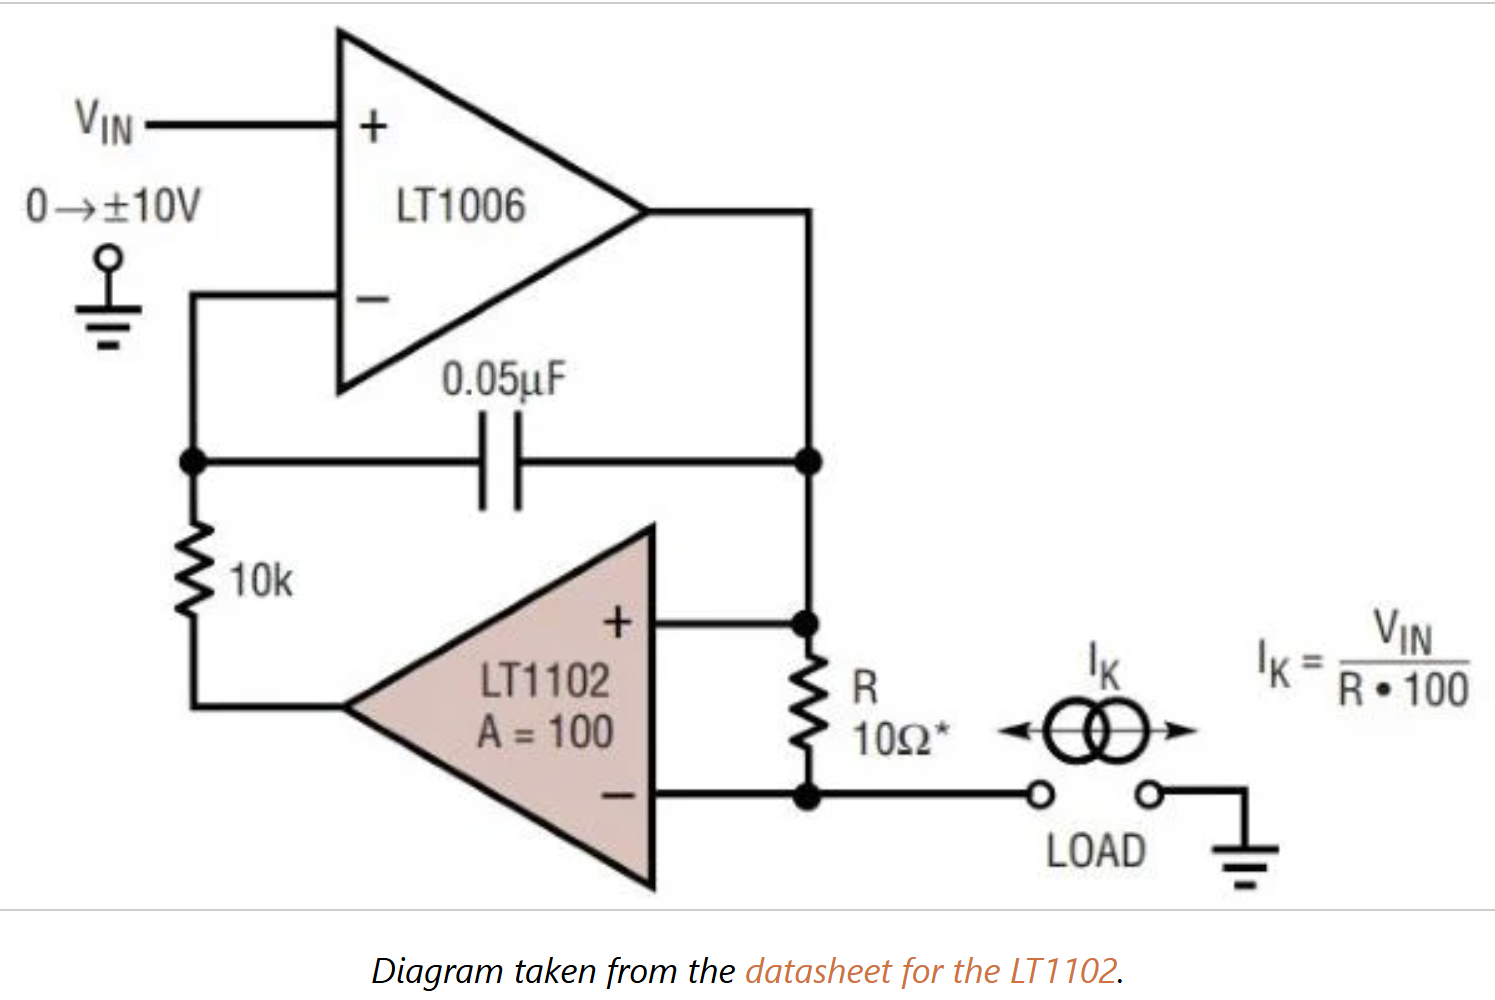 VIN
0→±10V
+
LT1006
−
0.05µF
10k
+
LT1102
A = 100
−
R
10Ω*
IK
IK = VIN / R • 100
LOAD
Diagram taken from the datasheet for the LT1102.